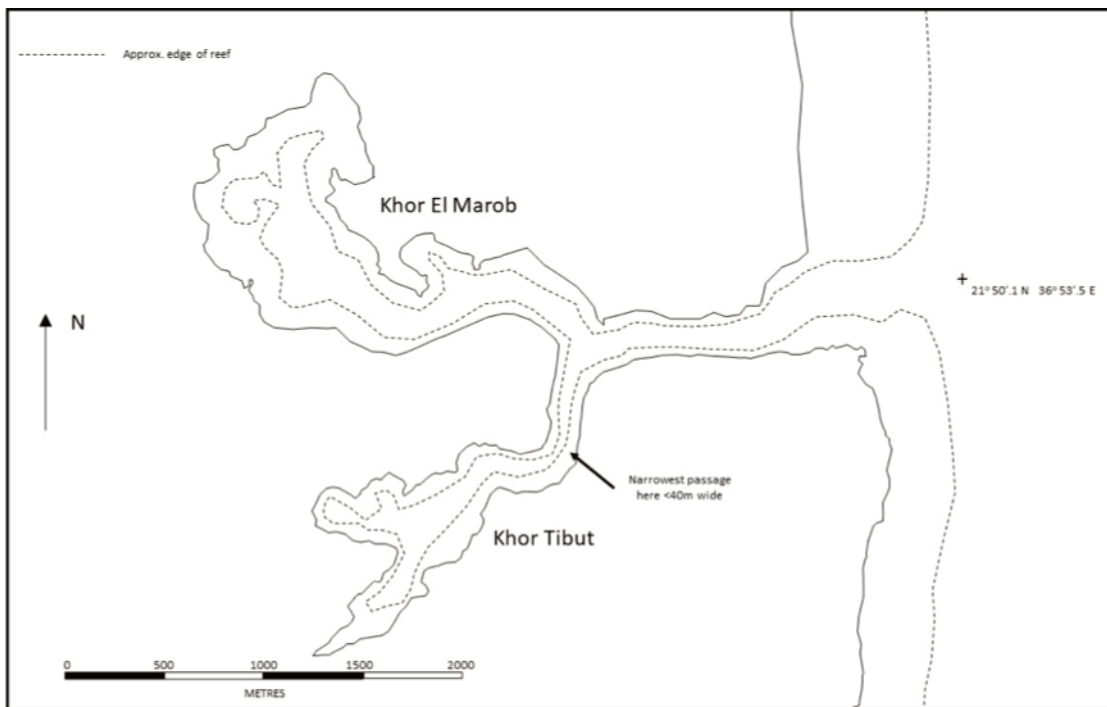 Approx. edge of reef
Khor El Marob
21° 50'.1 N 36° 53'.5 E
N
Narrowest passage
here <40m wide
Khor Tibut
0 500 1000 1500 2000
METRES